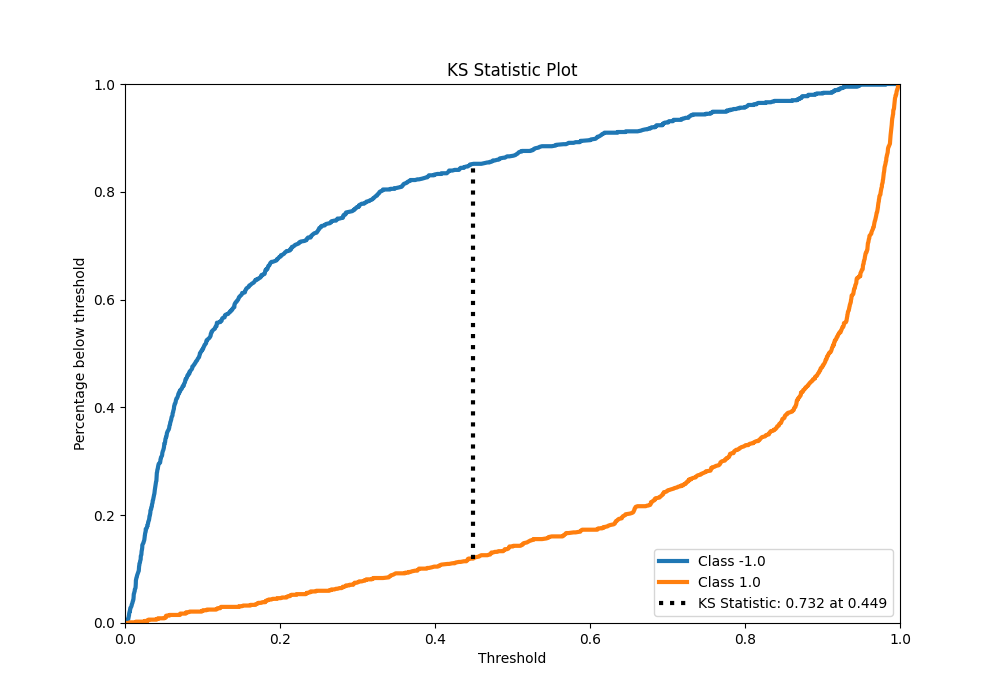 KS Statistic Plot
1.0
0.8
0.6
0.4
0.2
0.0
Percentage below threshold
0.0 0.2 0.4 0.6 0.8 1.0
Threshold
Class -1.0
Class 1.0
KS Statistic: 0.732 at 0.449